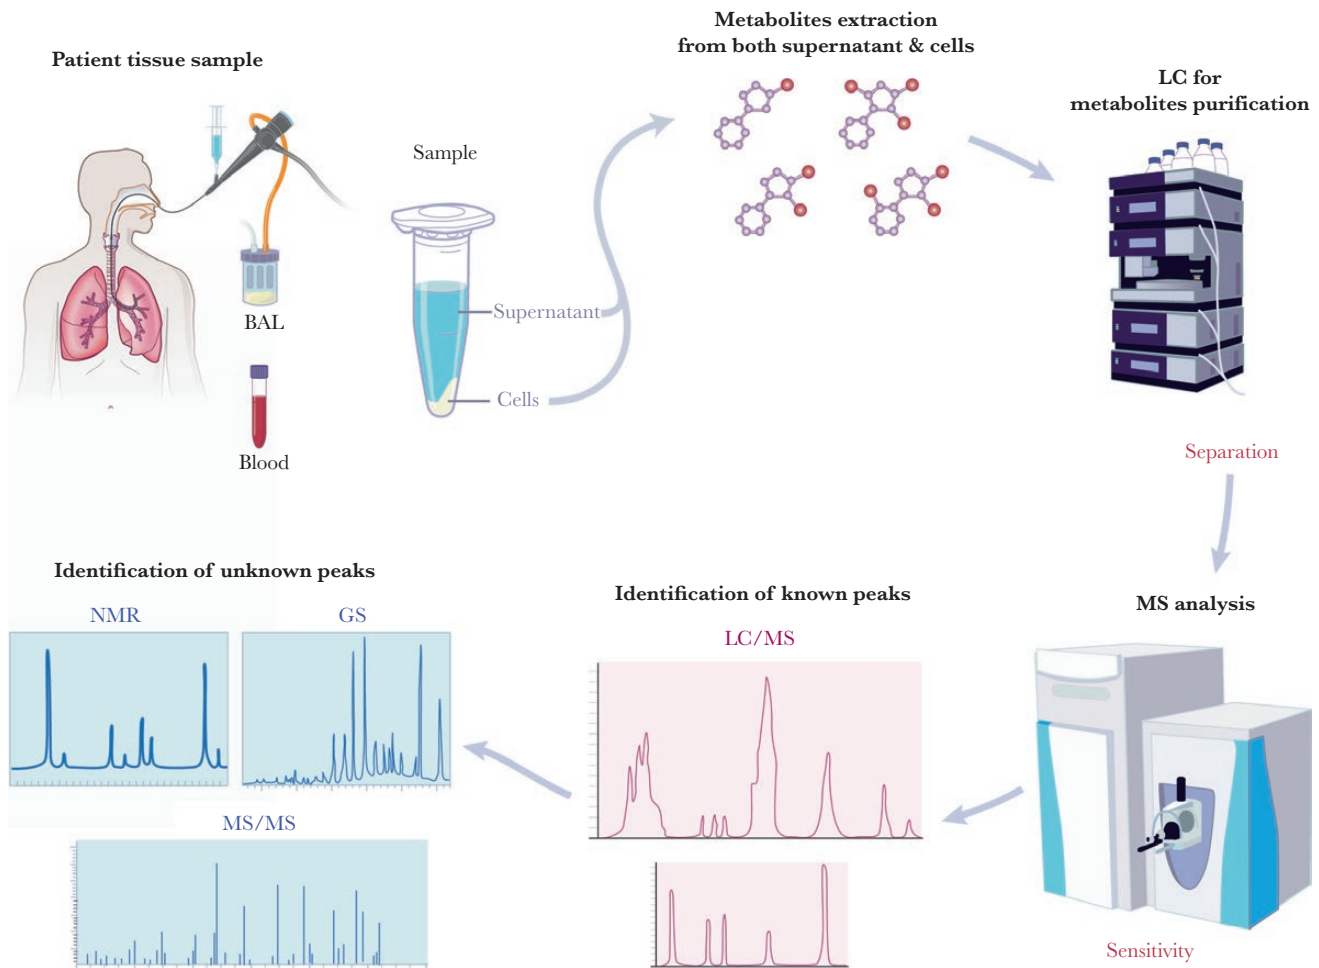 Patient tissue sample
BAL
Blood
Sample
Supernatant
Cells
Metabolites extraction
from both supernatant & cells
LC for
metabolites purification
Separation
MS analysis
Sensitivity
Identification of known peaks
LC/MS
Identification of unknown peaks
NMR
GS
MS/MS